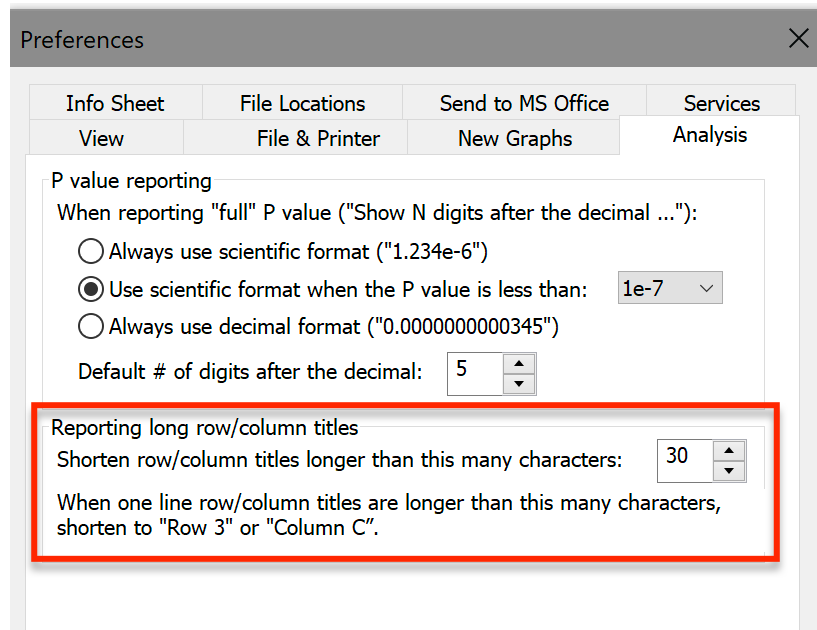 Preferences
Info Sheet File Locations Send to MS Office Services
View File & Printer New Graphs Analysis
P value reporting
When reporting "full" P value ("Show N digits after the decimal ..."):
Always use scientific format ("1.234e-6")
Use scientific format when the P value is less than: 1e-7
Always use decimal format ("0.0000000000345")
Default # of digits after the decimal: 5
Reporting long row/column titles
Shorten row/column titles longer than this many characters: 30
When one line row/column titles are longer than this many characters,
shorten to "Row 3" or "Column C”.